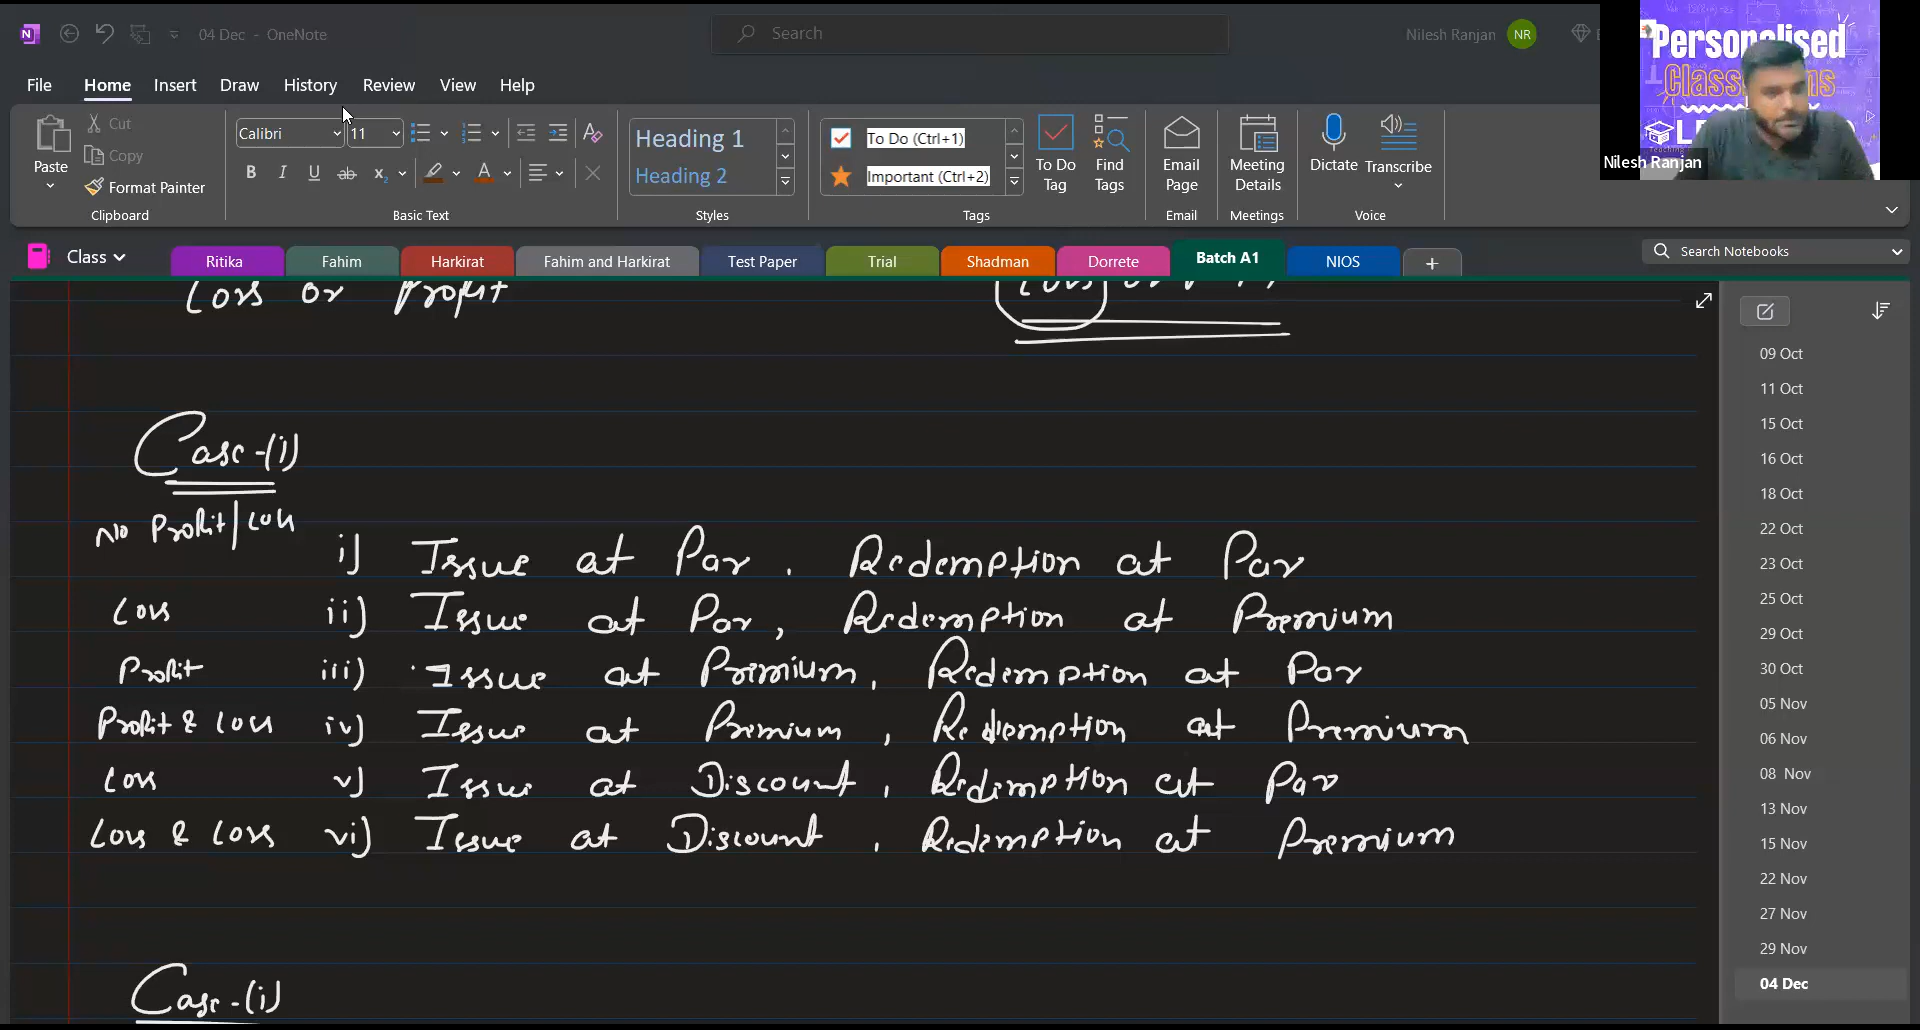 04 Dec - OneNote
Search
Nilesh Ranjan NR
Personalised
Nilesh Ranjan
File Home Insert Draw History Review View Help
Paste
Cut
Copy
Format Painter
Clipboard
Calibri 11
B I U ab x₂ A
Basic Text
Heading 1
Heading 2
Styles
To Do (Ctrl+1)
Important (Ctrl+2)
To Do Tag
Find Tags
Tags
Email Page
Email
Meeting Details
Meetings
Dictate
Transcribe
Voice
Class
Ritika Fahim Harkirat Fahim and Harkirat Test Paper Trial Shadman Dorrete Batch A1 NIOS +
Search Notebooks
Loss or Profit
Loss or
Case-(i)
No Profit/Loss i) Issue at Par. Redemption at Par
Loss ii) Issue at Par, Redemption at Premium
Profit iii) Issue at Premium, Redemption at Par
Profit & Loss iv) Issue at Premium, Redemption at Premium
Loss v) Issue at Discount, Redemption at Par
Loss & Loss vi) Issue at Discount, Redemption at Premium
Case-(i)
09 Oct
11 Oct
15 Oct
16 Oct
18 Oct
22 Oct
23 Oct
25 Oct
29 Oct
30 Oct
05 Nov
06 Nov
08 Nov
13 Nov
15 Nov
22 Nov
27 Nov
29 Nov
04 Dec